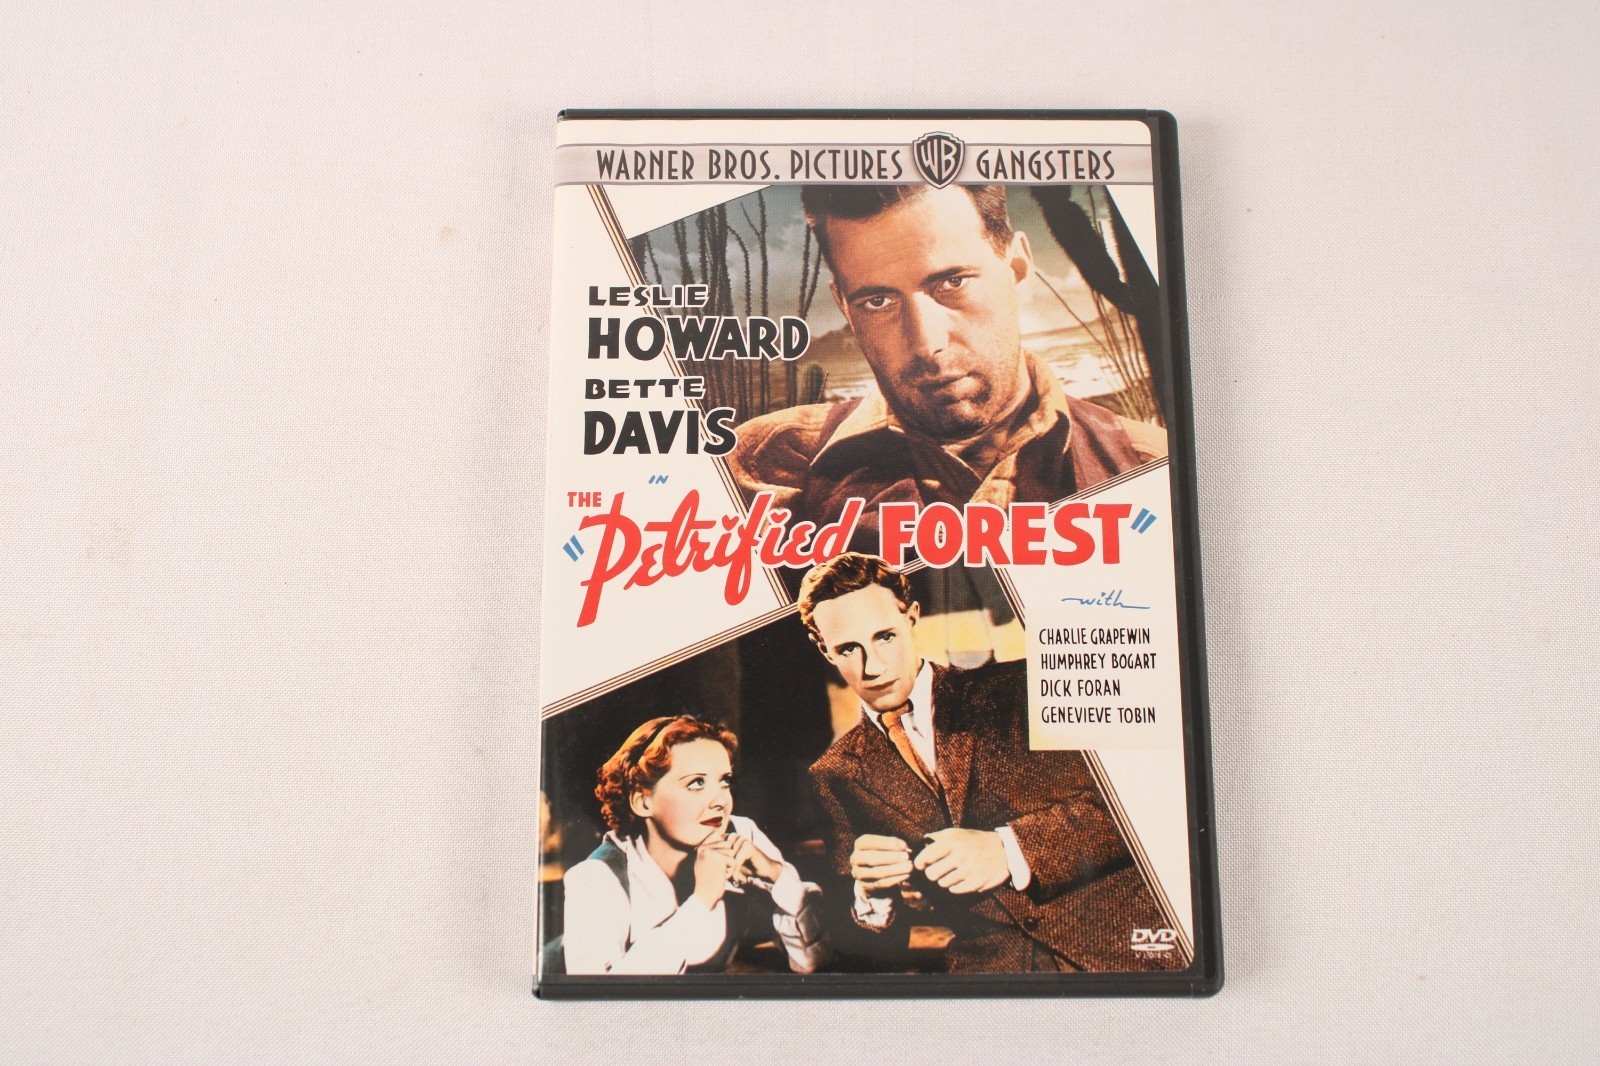 WARNER BROS. PICTURES WB GANGSTERS
LESLIE
HOWARD
BETTE
DAVIS
IN
THE
"Petrified FOREST"
with
CHARLIE GRAPEWIN
HUMPHREY BOGART
DICK FORAN
GENEVIEVE TOBIN
DVD
VIDEO